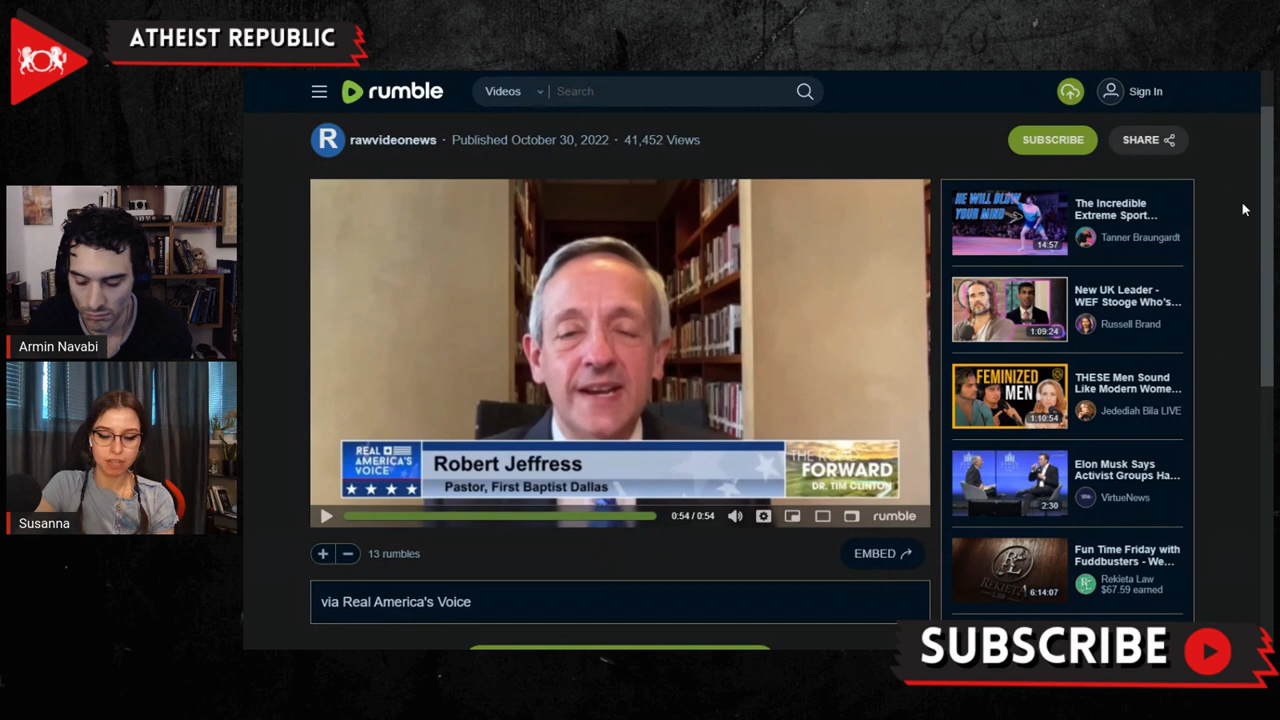 ATHEIST REPUBLIC
rumble
Videos
Search
Sign In
R
rawvideonews · Published October 30, 2022 · 41,452 Views
SUBSCRIBE
SHARE
HE WILL BLOW
YOUR MIND
14:57
The Incredible
Extreme Sport...
Tanner Braungardt
1:09:24
New UK Leader -
WEF Stooge Who's...
Russell Brand
FEMINIZED
MEN
1:10:54
THESE Men Sound
Like Modern Wome...
Jedediah Bila LIVE
2:30
Elon Musk Says
Activist Groups Ha...
VirtueNews
REKIETA
LAW
6:14:07
Fun Time Friday with
Fuddbusters - We...
Rekieta Law
$67.59 earned
Armin Navabi
Susanna
REAL
AMERICA'S
VOICE
Robert Jeffress
Pastor, First Baptist Dallas
THE ROAD
FORWARD
DR. TIM CLINTON
0:54 / 0:54
rumble
13 rumbles
EMBED
via Real America's Voice
SUBSCRIBE